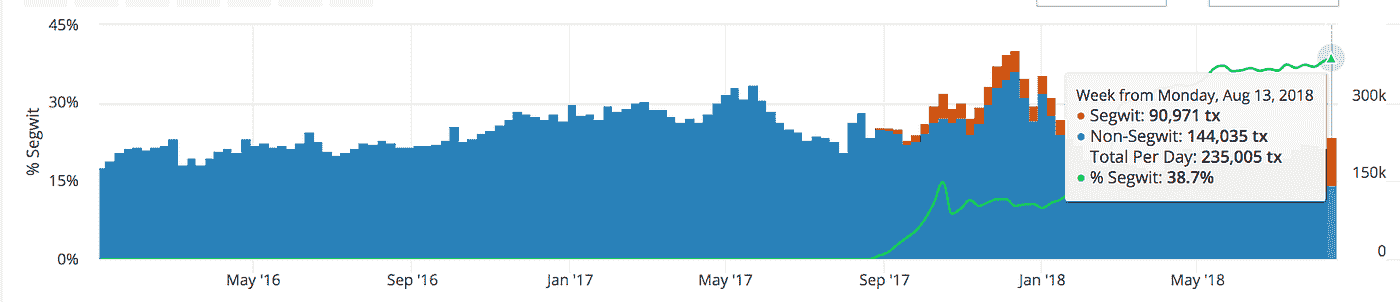 45%
30%
15%
0%
% Segwit
300k
150k
0
Week from Monday, Aug 13, 2018
● Segwit: 90,971 tx
● Non-Segwit: 144,035 tx
Total Per Day: 235,005 tx
● % Segwit: 38.7%
May '16
Sep '16
Jan '17
May '17
Sep '17
Jan '18
May '18